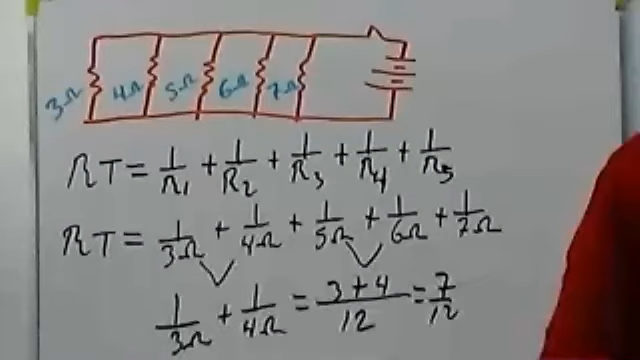 3Ω 4Ω 5Ω 6Ω 7Ω
RT = 1/R1 + 1/R2 + 1/R3 + 1/R4 + 1/R5
RT = 1/3Ω + 1/4Ω + 1/5Ω + 1/6Ω + 1/7Ω
1/3Ω + 1/4Ω = 3+4/12 = 7/12